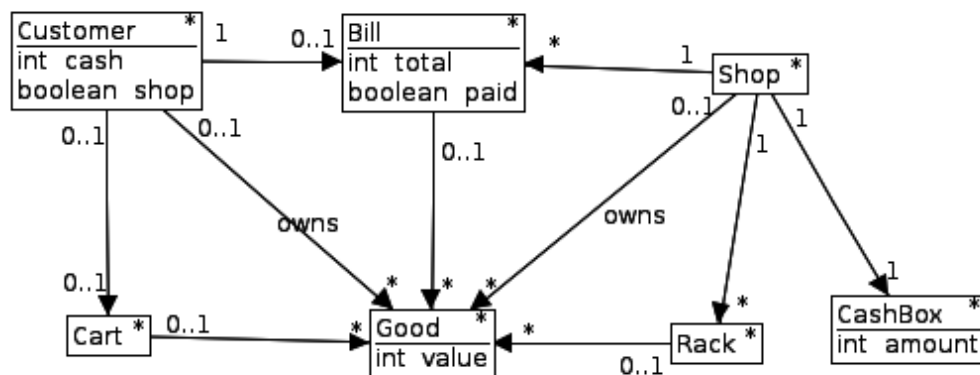 Customer *
int cash
boolean shop
1
0..1
Bill *
int total
boolean paid
*
1
Shop *
0..1
0..1
0..1
0..1
1
1
owns
owns
0..1
*
*
*
*
1
Cart *
0..1
*
Good *
int value
*
0..1
Rack *
CashBox *
int amount